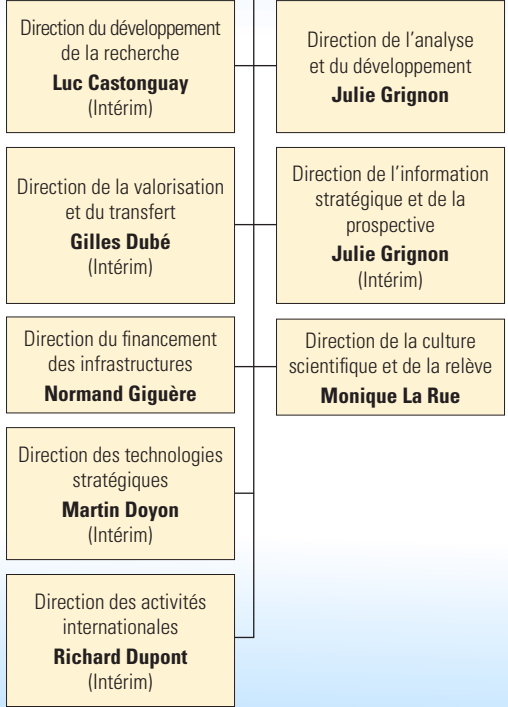 Direction du développement
de la recherche
Luc Castonguay
(Intérim)
Direction de l'analyse
et du développement
Julie Grignon
Direction de la valorisation
et du transfert
Gilles Dubé
(Intérim)
Direction de l'information
stratégique et de la
prospective
Julie Grignon
(Intérim)
Direction du financement
des infrastructures
Normand Giguère
Direction de la culture
scientifique et de la relève
Monique La Rue
Direction des technologies
stratégiques
Martin Doyon
(Intérim)
Direction des activités
internationales
Richard Dupont
(Intérim)